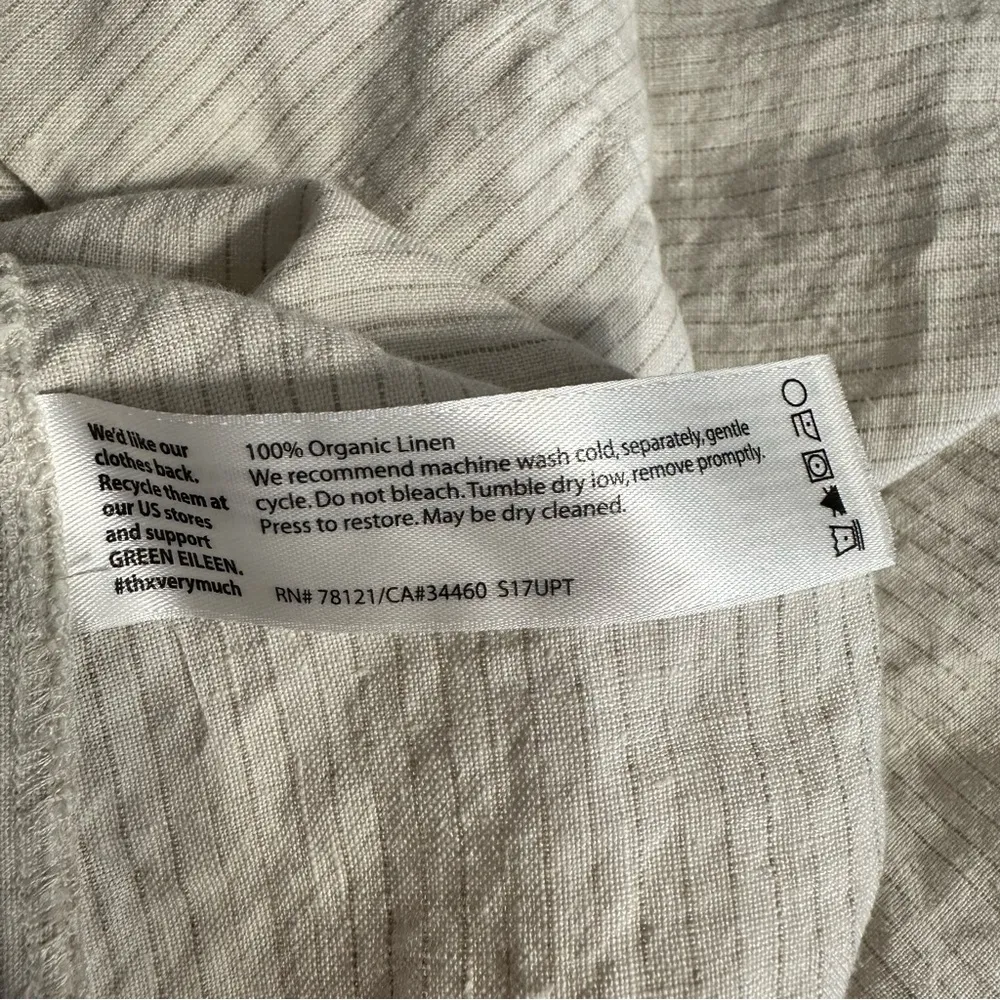 We'd like our
clothes back.
Recycle them at
our US stores
and support
GREEN EILEEN.
#thxverymuch
100% Organic Linen
We recommend machine wash cold, separately, gentle
cycle. Do not bleach. Tumble dry low, remove promptly.
Press to restore. May be dry cleaned.
RN# 78121/CA#34460 S17UPT